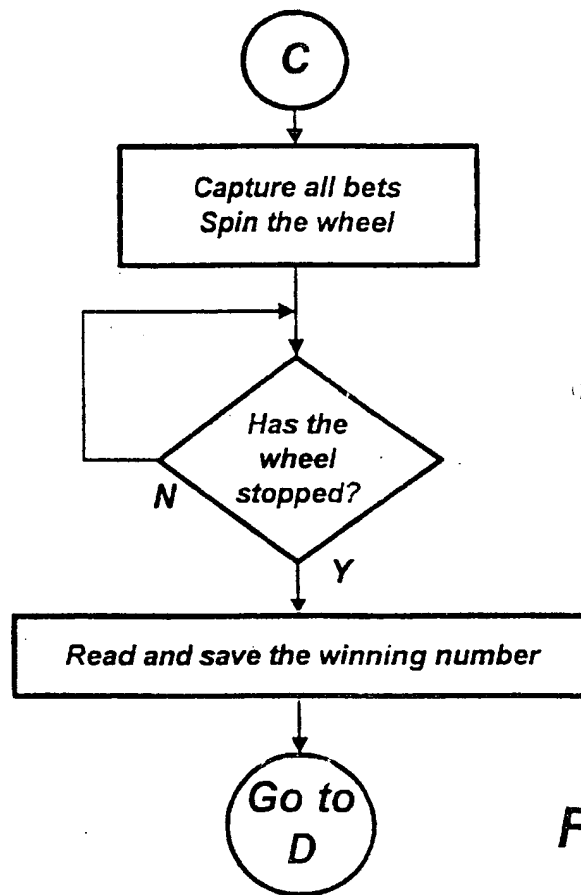 C
Capture all bets
Spin the wheel
Has the
wheel
stopped?
N
Y
Read and save the winning number
Go to
D
F